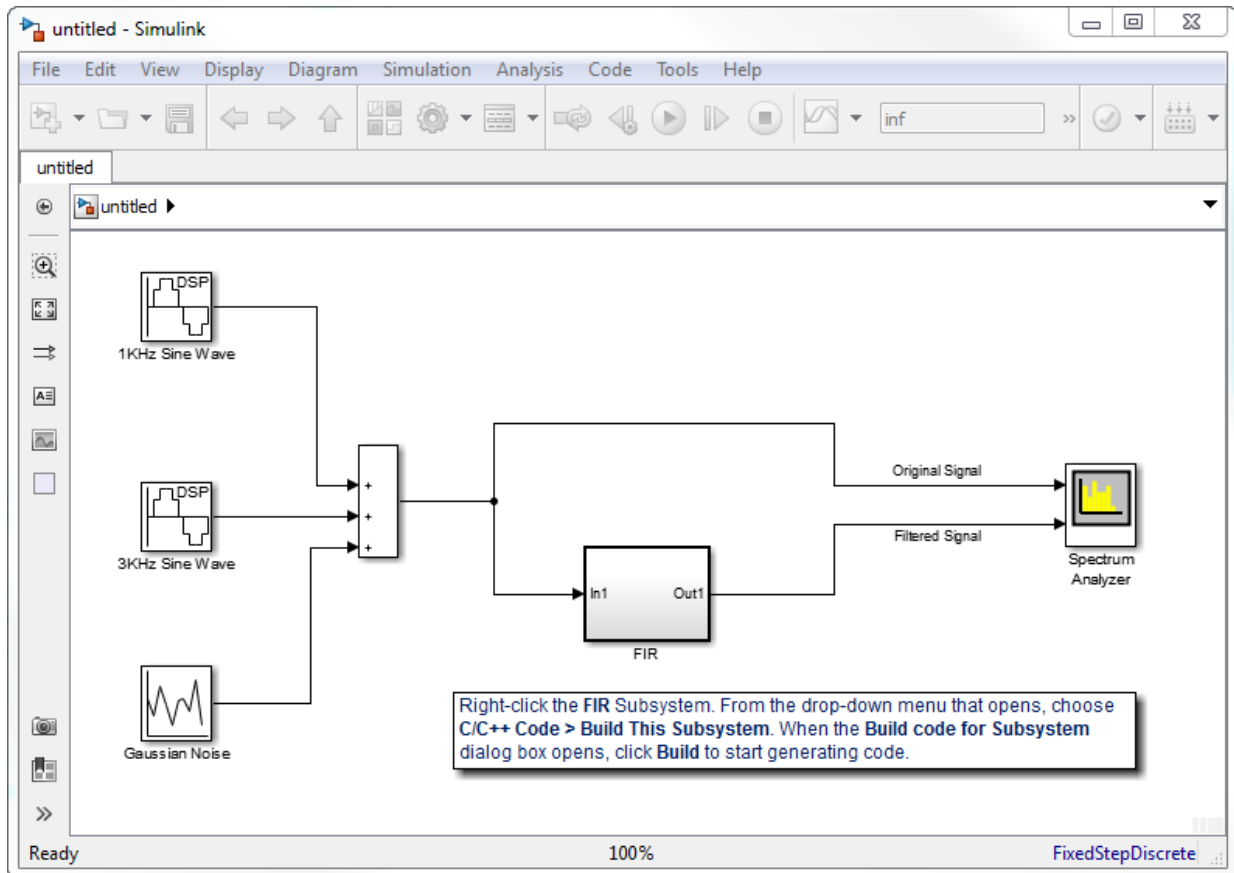 untitled - Simulink
File Edit View Display Diagram Simulation Analysis Code Tools Help
inf
untitled
untitled
DSP
1KHz Sine Wave
DSP
3KHz Sine Wave
Gaussian Noise
+
+
+
In1 Out1
FIR
Original Signal
Filtered Signal
Spectrum
Analyzer
Right-click the FIR Subsystem. From the drop-down menu that opens, choose
C/C++ Code > Build This Subsystem. When the Build code for Subsystem
dialog box opens, click Build to start generating code.
Ready 100% FixedStepDiscrete